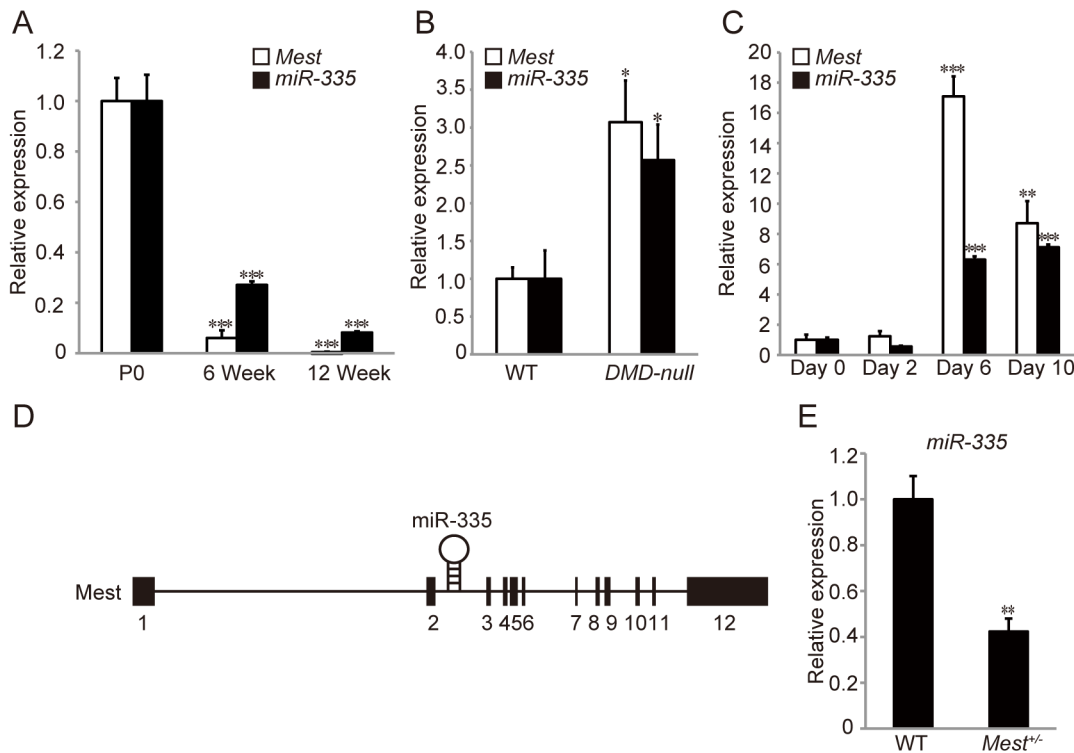 A
Relative expression
1.2
1.0
0.8
0.6
0.4
0.2
0
Mest
miR-335
***
***
***
***
P0
6 Week
12 Week
B
Relative expression
4.0
3.5
3.0
2.5
2.0
1.5
1.0
0.5
0.0
Mest
miR-335
*
*
WT
DMD-null
C
Relative expression
20
18
16
14
12
10
8
6
4
2
0
Mest
miR-335
***
***
**
***
Day 0
Day 2
Day 6
Day 10
D
miR-335
Mest
1
2
3
4
5
6
7
8
9
10
11
12
E
miR-335
Relative expression
1.2
1.0
0.8
0.6
0.4
0.2
0
**
WT
Mest+/-